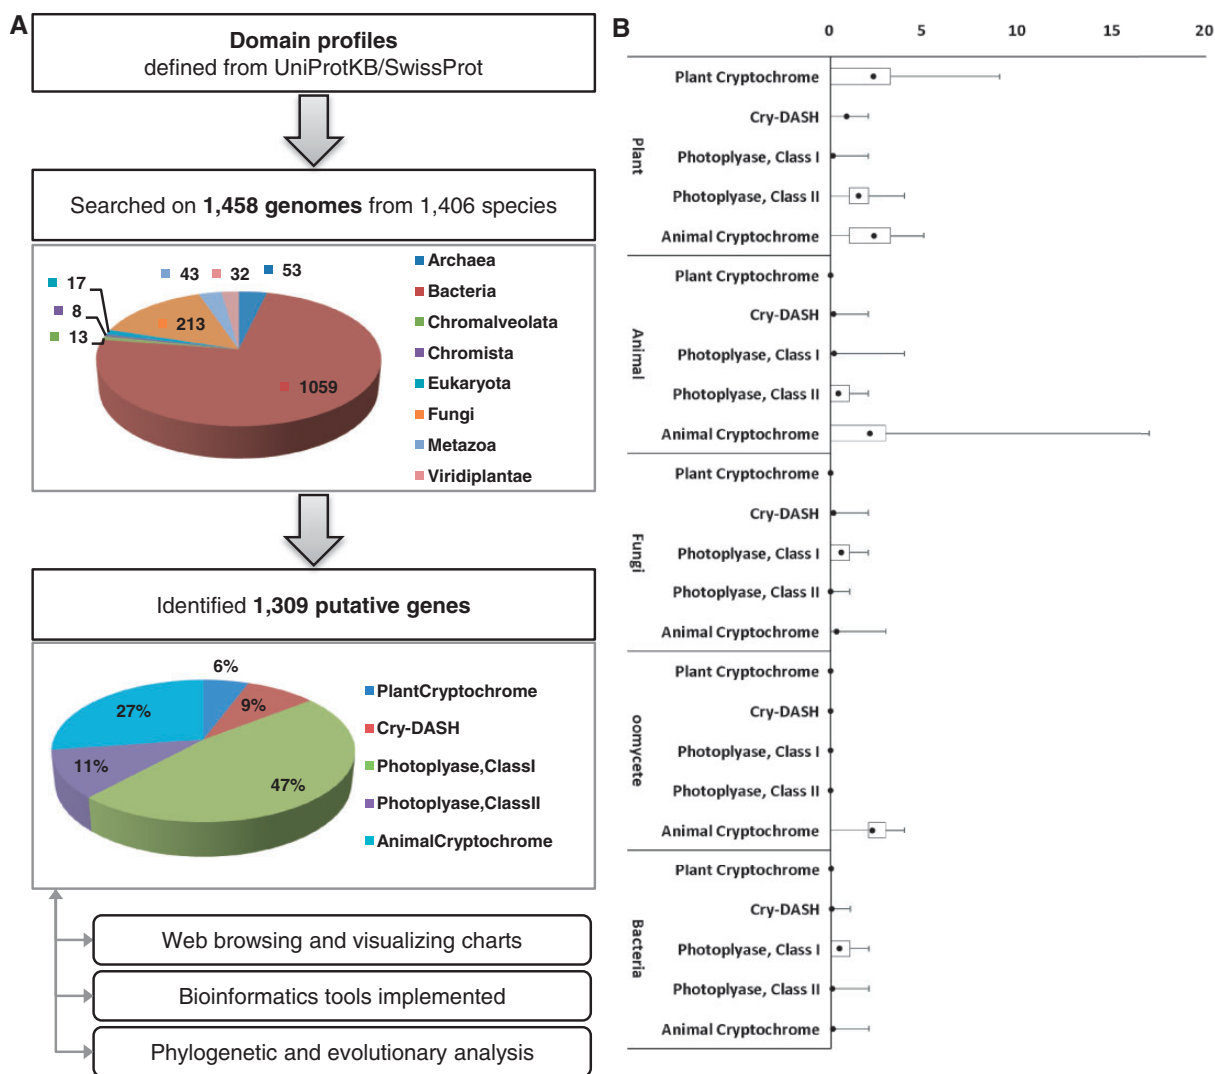 A
Domain profiles
defined from UniProtKB/SwissProt
Searched on 1,458 genomes from 1,406 species
17
8
13
43
32
53
213
1059
Archaea
Bacteria
Chromalveolata
Chromista
Eukaryota
Fungi
Metazoa
Viridiplantae
Identified 1,309 putative genes
6%
9%
27%
11%
47%
PlantCryptochrome
Cry-DASH
Photoplyase,ClassI
Photoplyase,ClassII
AnimalCryptochrome
Web browsing and visualizing charts
Bioinformatics tools implemented
Phylogenetic and evolutionary analysis
B
0 5 10 15 20
Plant
Plant Cryptochrome
Cry-DASH
Photoplyase, Class I
Photoplyase, Class II
Animal Cryptochrome
Animal
Plant Cryptochrome
Cry-DASH
Photoplyase, Class I
Photoplyase, Class II
Animal Cryptochrome
Fungi
Plant Cryptochrome
Cry-DASH
Photoplyase, Class I
Photoplyase, Class II
Animal Cryptochrome
oomycete
Plant Cryptochrome
Cry-DASH
Photoplyase, Class I
Photoplyase, Class II
Animal Cryptochrome
Bacteria
Plant Cryptochrome
Cry-DASH
Photoplyase, Class I
Photoplyase, Class II
Animal Cryptochrome